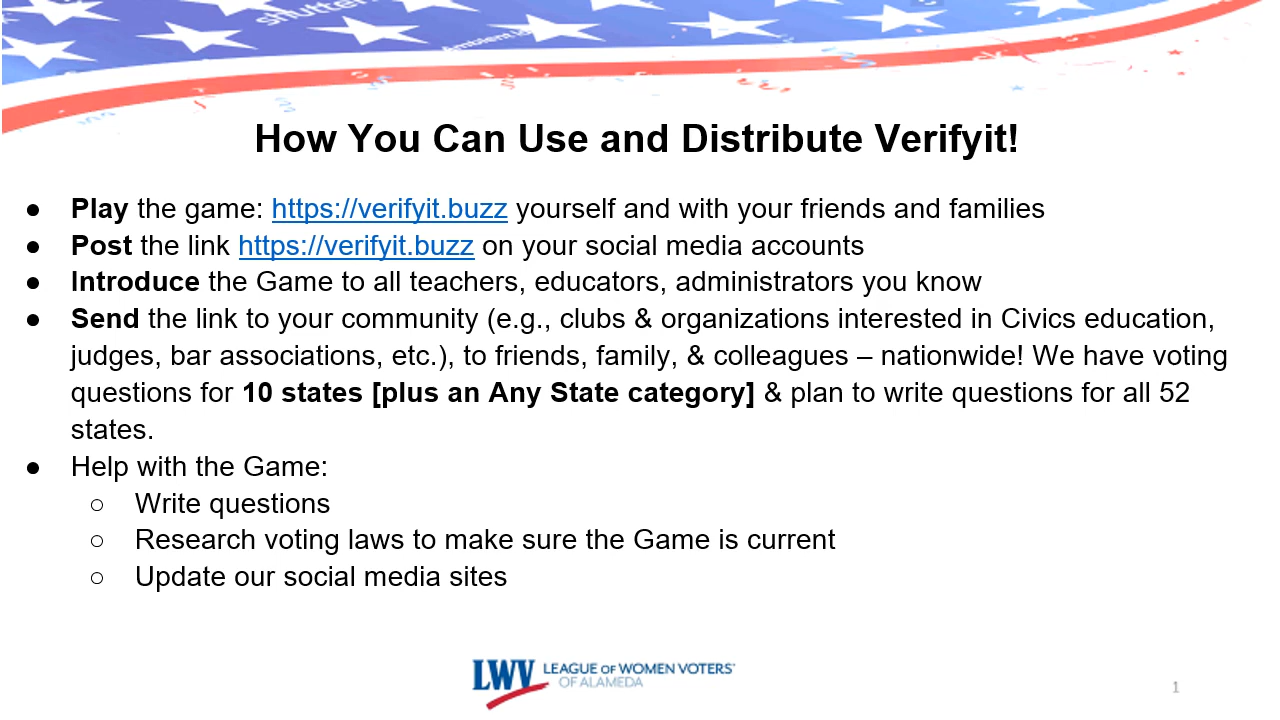 How You Can Use and Distribute Verifyit!
● Play the game: https://verifyit.buzz yourself and with your friends and families
● Post the link https://verifyit.buzz on your social media accounts
● Introduce the Game to all teachers, educators, administrators you know
● Send the link to your community (e.g., clubs & organizations interested in Civics education,
judges, bar associations, etc.), to friends, family, & colleagues – nationwide! We have voting
questions for 10 states [plus an Any State category] & plan to write questions for all 52
states.
● Help with the Game:
○ Write questions
○ Research voting laws to make sure the Game is current
○ Update our social media sites
LWV LEAGUE OF WOMEN VOTERS®
OF ALAMEDA
1